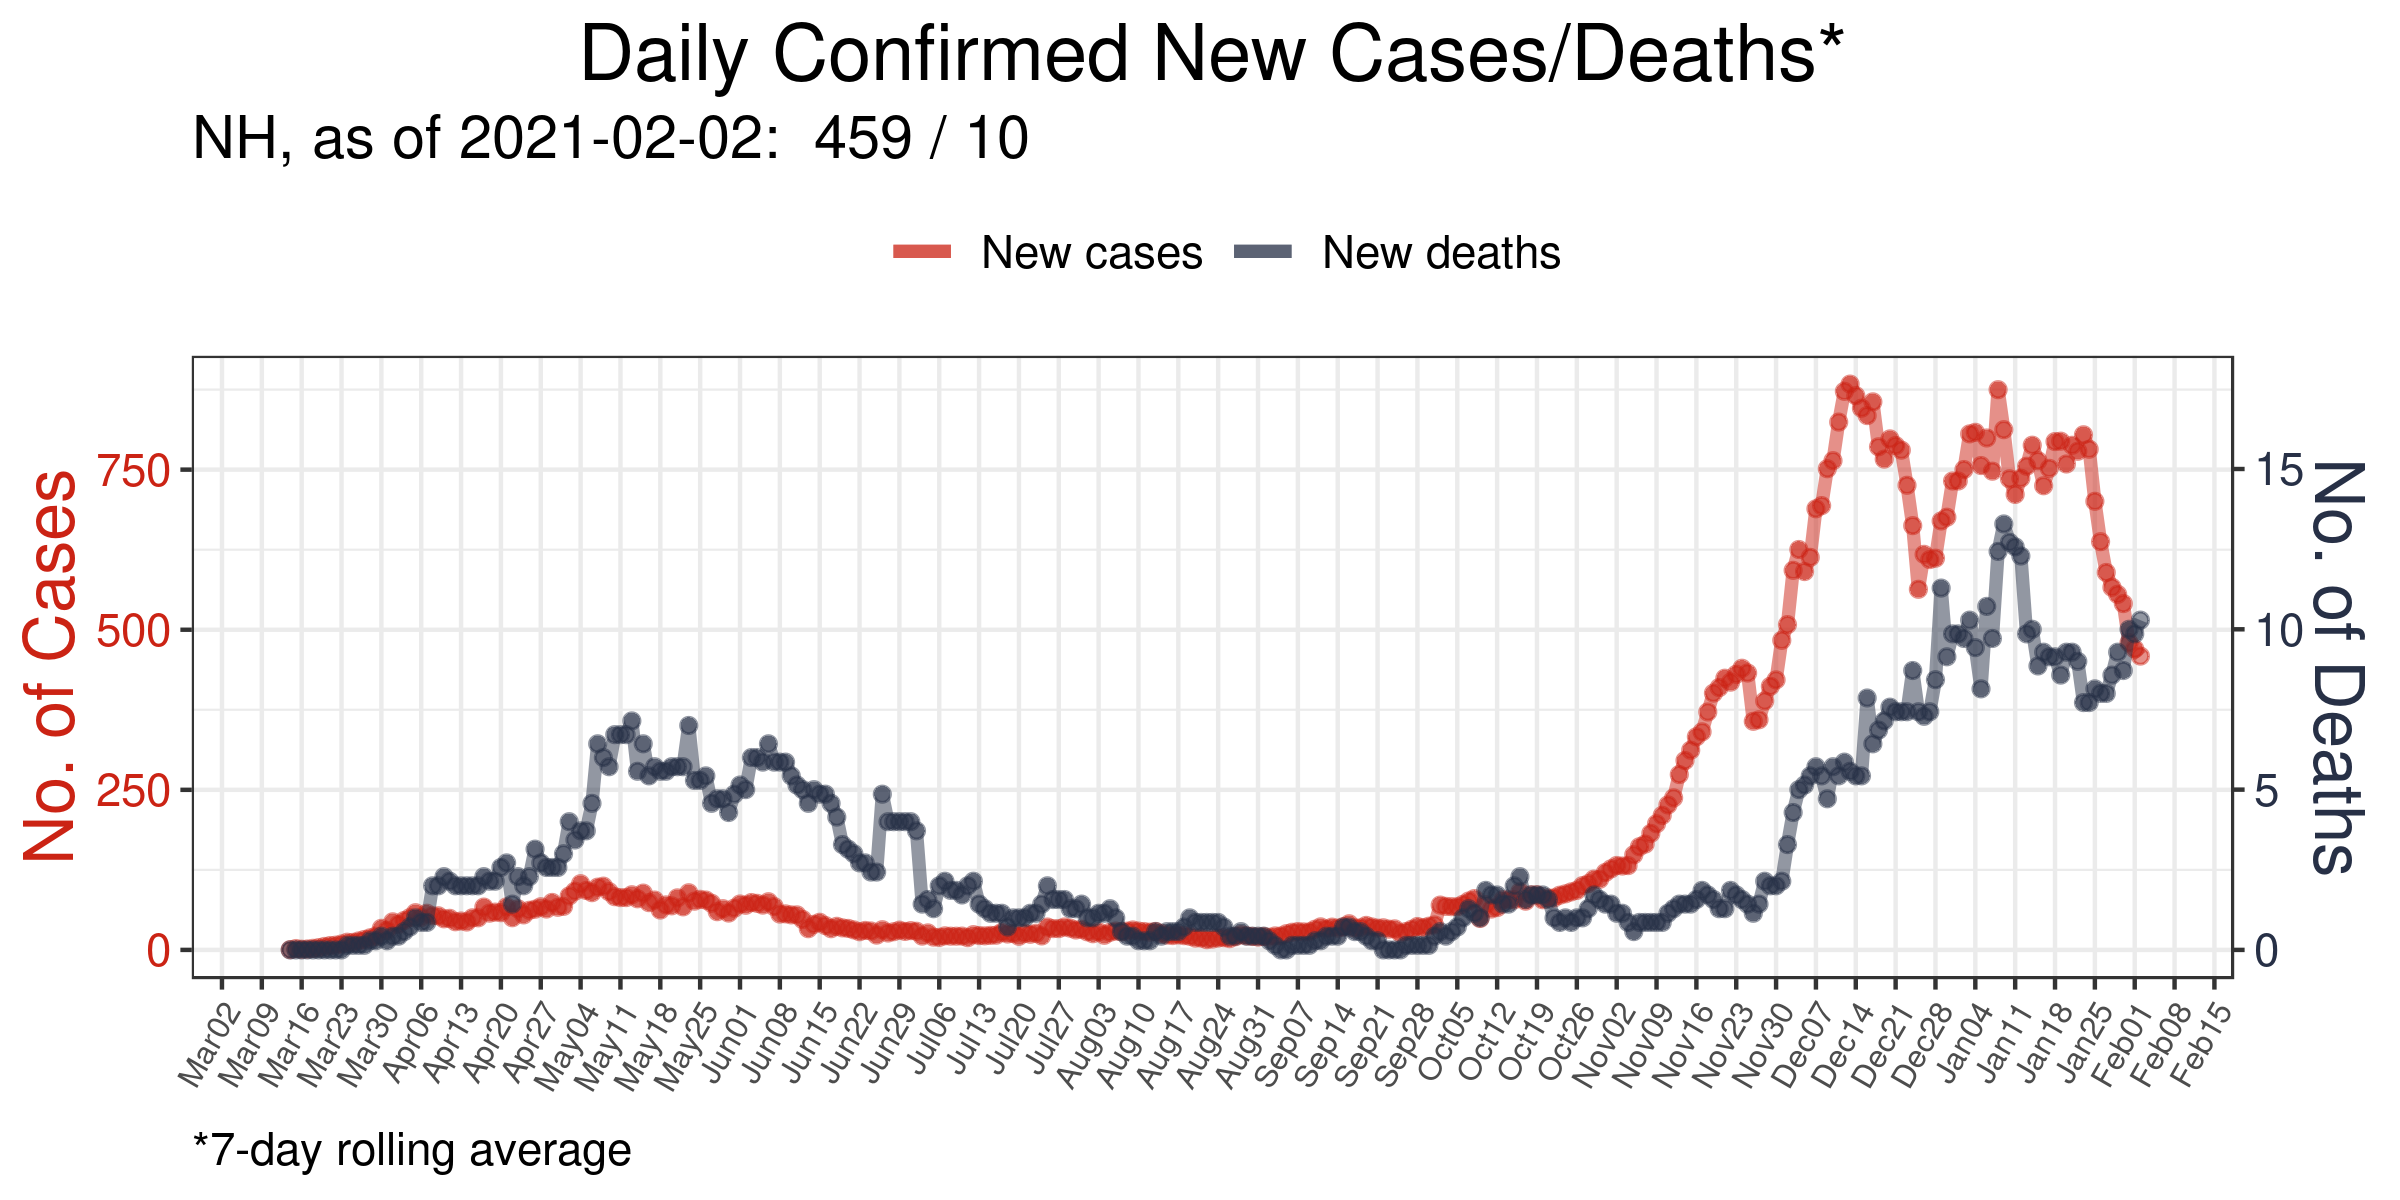 Daily Confirmed New Cases/Deaths*
NH, as of 2021-02-02:  459 / 10
New cases
New deaths
No. of Cases
750
500
250
0
15
10
5
0
No. of Deaths
Mar02
Mar09
Mar16
Mar23
Mar30
Apr06
Apr13
Apr20
Apr27
May04
May11
May18
May25
Jun01
Jun08
Jun15
Jun22
Jun29
Jul06
Jul13
Jul20
Jul27
Aug03
Aug10
Aug17
Aug24
Aug31
Sep07
Sep14
Sep21
Sep28
Oct05
Oct12
Oct19
Oct26
Nov02
Nov09
Nov16
Nov23
Nov30
Dec07
Dec14
Dec21
Dec28
Jan04
Jan11
Jan18
Jan25
Feb01
Feb08
Feb15
*7-day rolling average